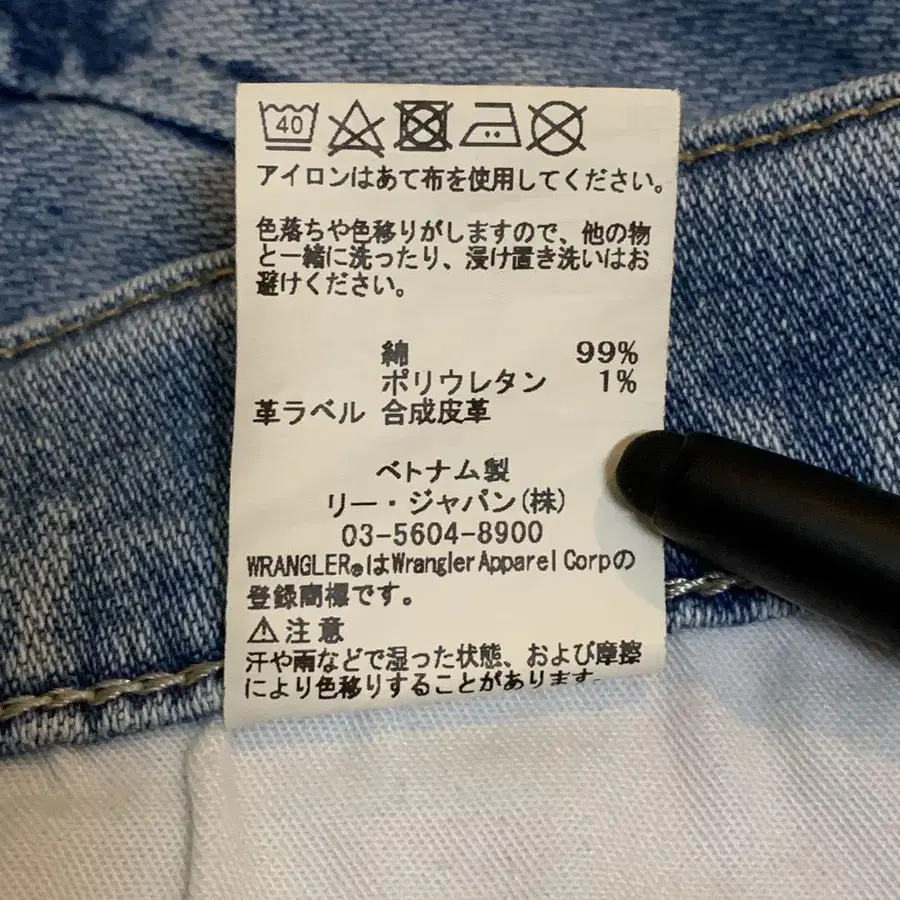 40
アイロンはあて布を使用してください。
色落ちや色移りがしますので、他の物
と一緒に洗ったり、浸け置き洗いはお
避けください。
綿 99%
ポリウレタン 1%
革ラベル 合成皮革
ベトナム製
リー・ジャパン(株)
03-5604-8900
WRANGLER®はWrangler Apparel Corpの
登録商標です。
⚠注意
汗や雨などで湿った状態、および摩擦
により色移りすることがあります。